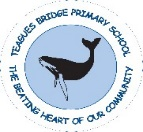 TEAGUES BRIDGE PRIMARY SCHOOL
THE BEATING HEART OF OUR COMMUNITY